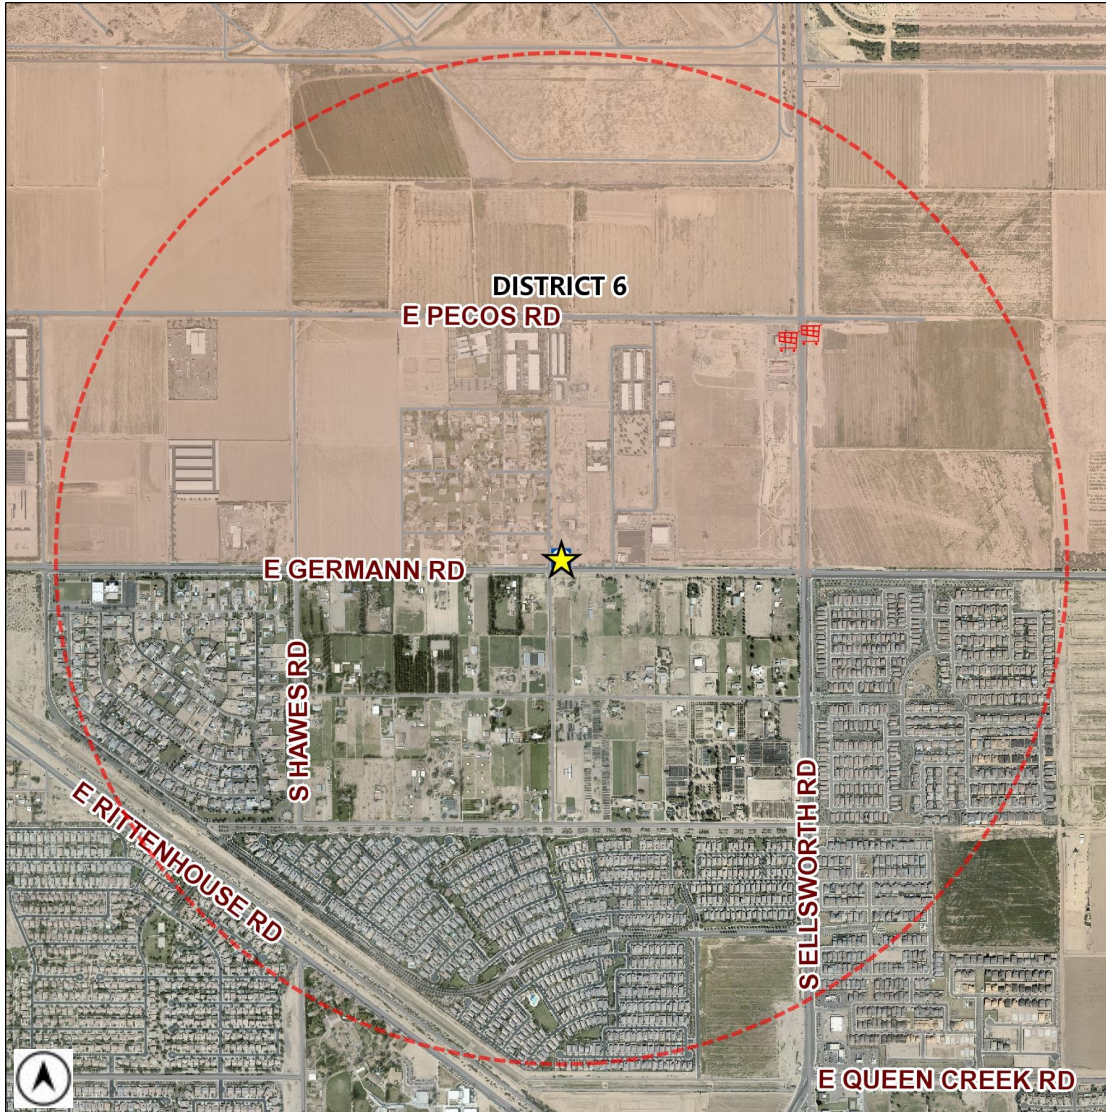 DISTRICT 6
E PECOS RD
E GERMANN RD
S HAWES RD
E RITTENHOUSE RD
S ELLSWORTH RD
E QUEEN CREEK RD